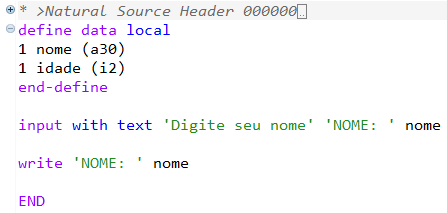 * >Natural Source Header 000000..
define data local
1 nome (a30)
1 idade (i2)
end-define
input with text 'Digite seu nome' 'NOME: ' nome
write 'NOME: ' nome
END